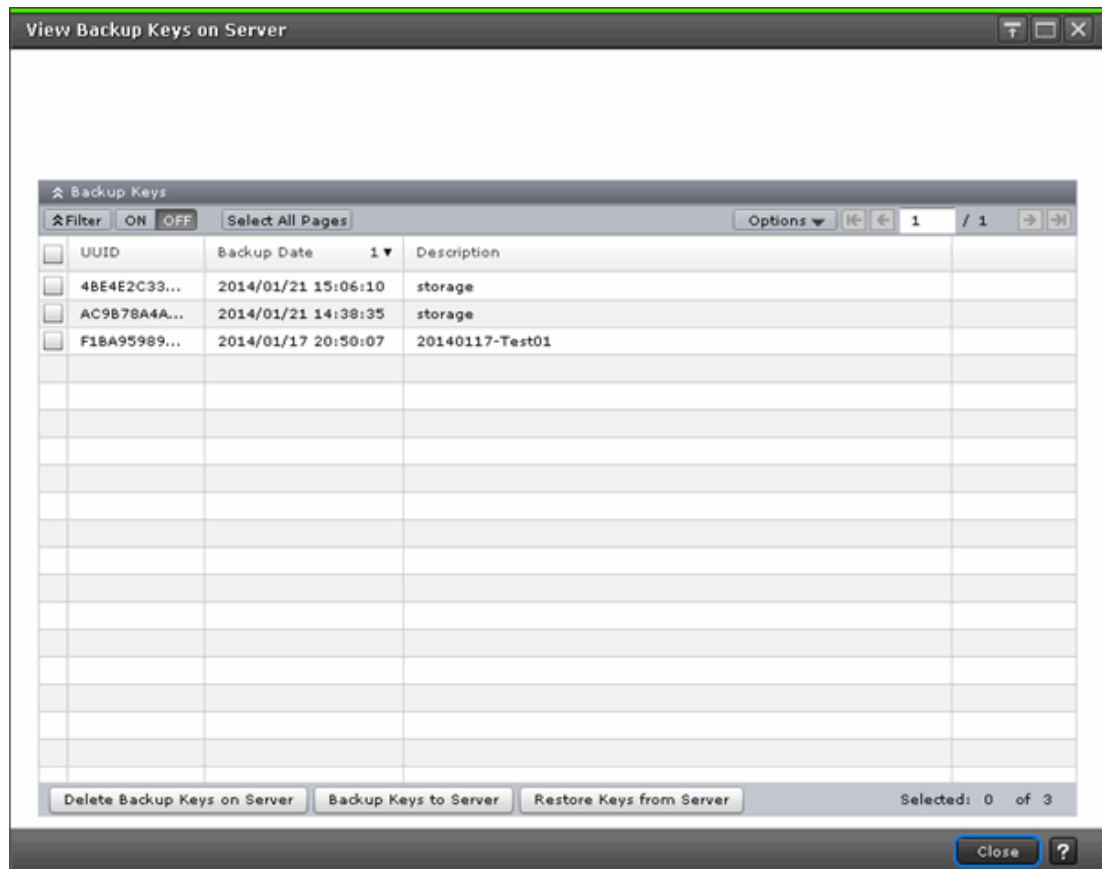 View Backup Keys on Server
Backup Keys
Filter ON OFF Select All Pages Options 1 / 1
UUID Backup Date 1 Description
4BE4E2C33... 2014/01/21 15:06:10 storage
AC9B78A4A... 2014/01/21 14:38:35 storage
F1BA95989... 2014/01/17 20:50:07 20140117-Test01
Delete Backup Keys on Server Backup Keys to Server Restore Keys from Server Selected: 0 of 3
Close ?